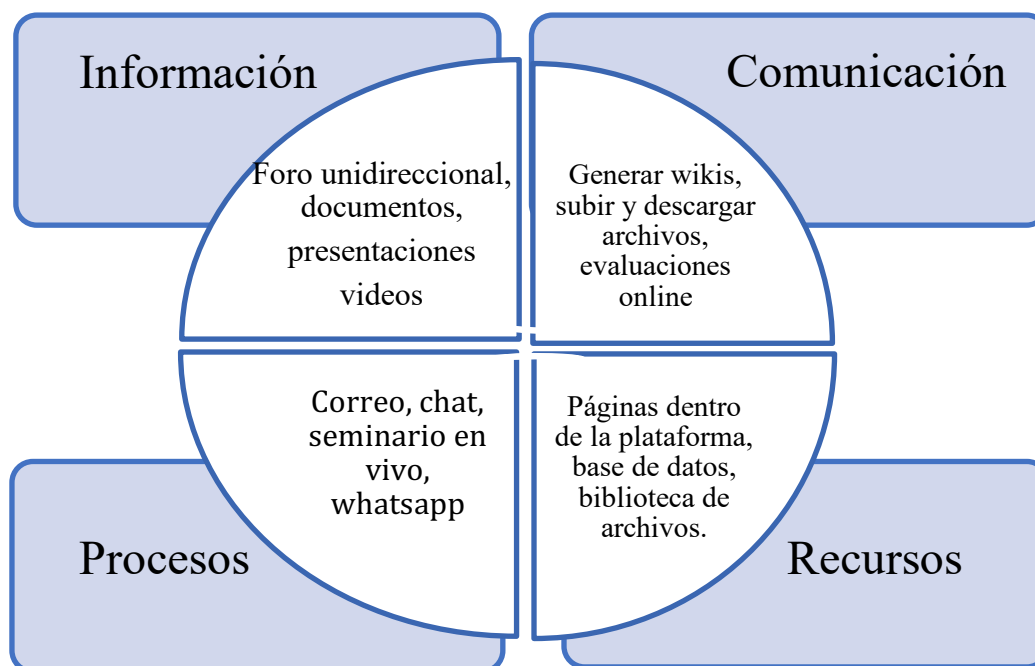 Información
Foro unidireccional,
documentos,
presentaciones
videos
Comunicación
Generar wikis,
subir y descargar
archivos,
evaluaciones
online
Procesos
Correo, chat,
seminario en
vivo,
whatsapp
Recursos
Páginas dentro
de la plataforma,
base de datos,
biblioteca de
archivos.